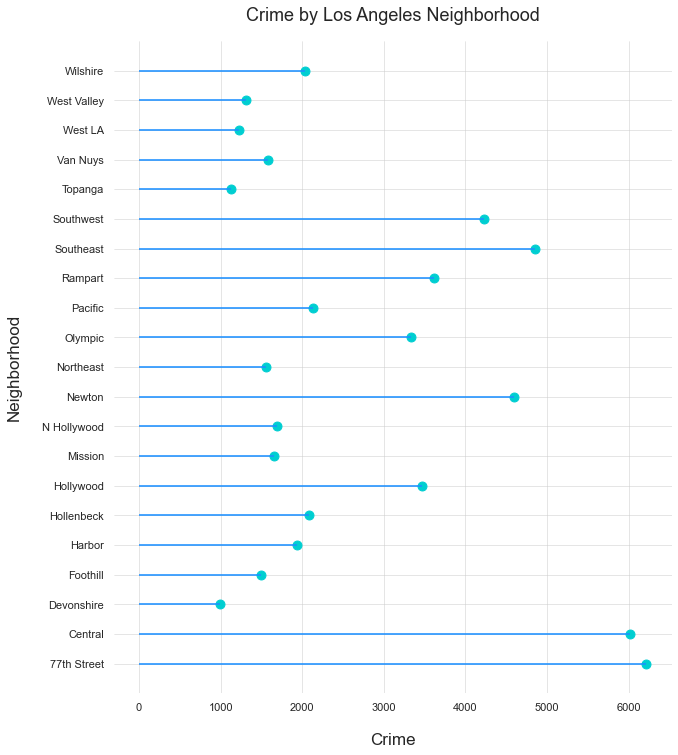 Crime by Los Angeles Neighborhood
Neighborhood
Wilshire
West Valley
West LA
Van Nuys
Topanga
Southwest
Southeast
Rampart
Pacific
Olympic
Northeast
Newton
N Hollywood
Mission
Hollywood
Hollenbeck
Harbor
Foothill
Devonshire
Central
77th Street
0 1000 2000 3000 4000 5000 6000
Crime